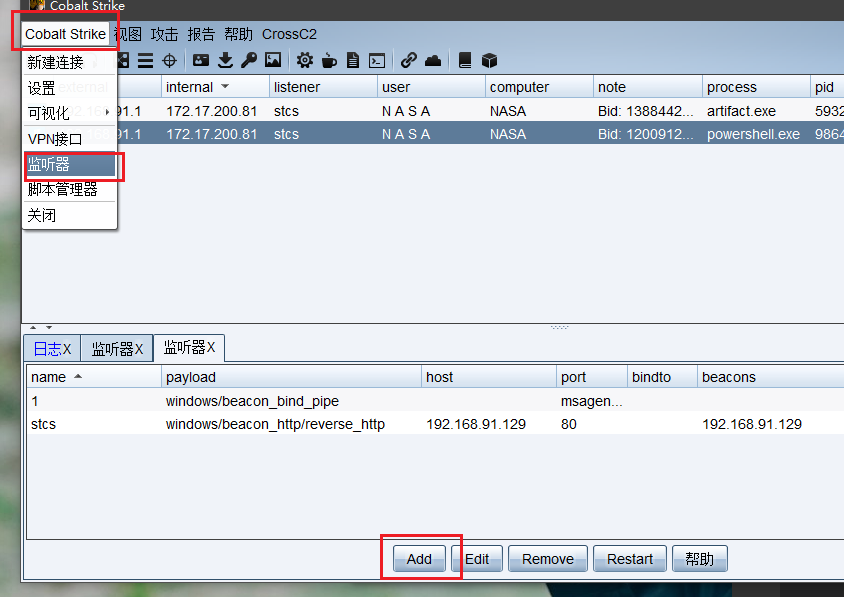 Cobalt Strike
Cobalt Strike 视图 攻击 报告 帮助 CrossC2
新建连接
设置
可视化
VPN接口
监听器
脚本管理器
关闭
external internal listener user computer note process pid
91.1 172.17.200.81 stcs N A S A NASA Bid: 1388442... artifact.exe 5932
91.1 172.17.200.81 stcs N A S A NASA Bid: 1200912... powershell.exe 9864
日志X 监听器X 监听器X
name payload host port bindto beacons
1 windows/beacon_bind_pipe msagen...
stcs windows/beacon_http/reverse_http 192.168.91.129 80 192.168.91.129
Add Edit Remove Restart 帮助